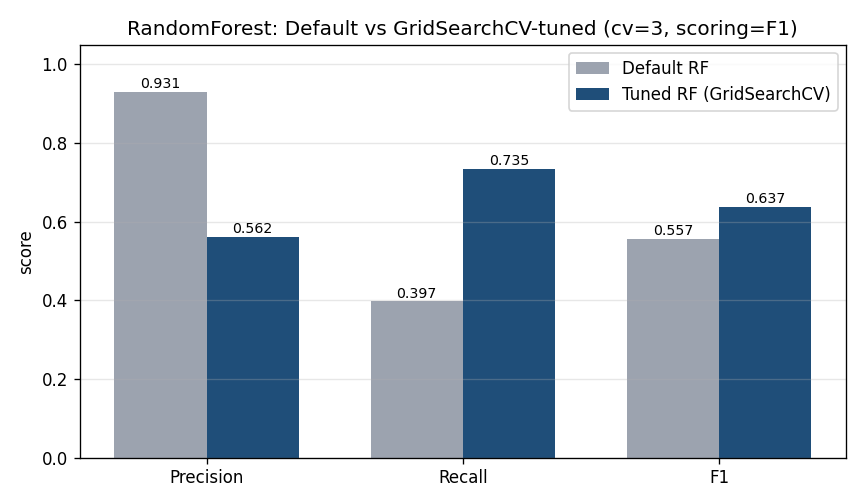 RandomForest: Default vs GridSearchCV-tuned (cv=3, scoring=F1)
Default RF
Tuned RF (GridSearchCV)
score
1.0
0.8
0.6
0.4
0.2
0.0
0.931
0.562
0.397
0.735
0.557
0.637
Precision
Recall
F1